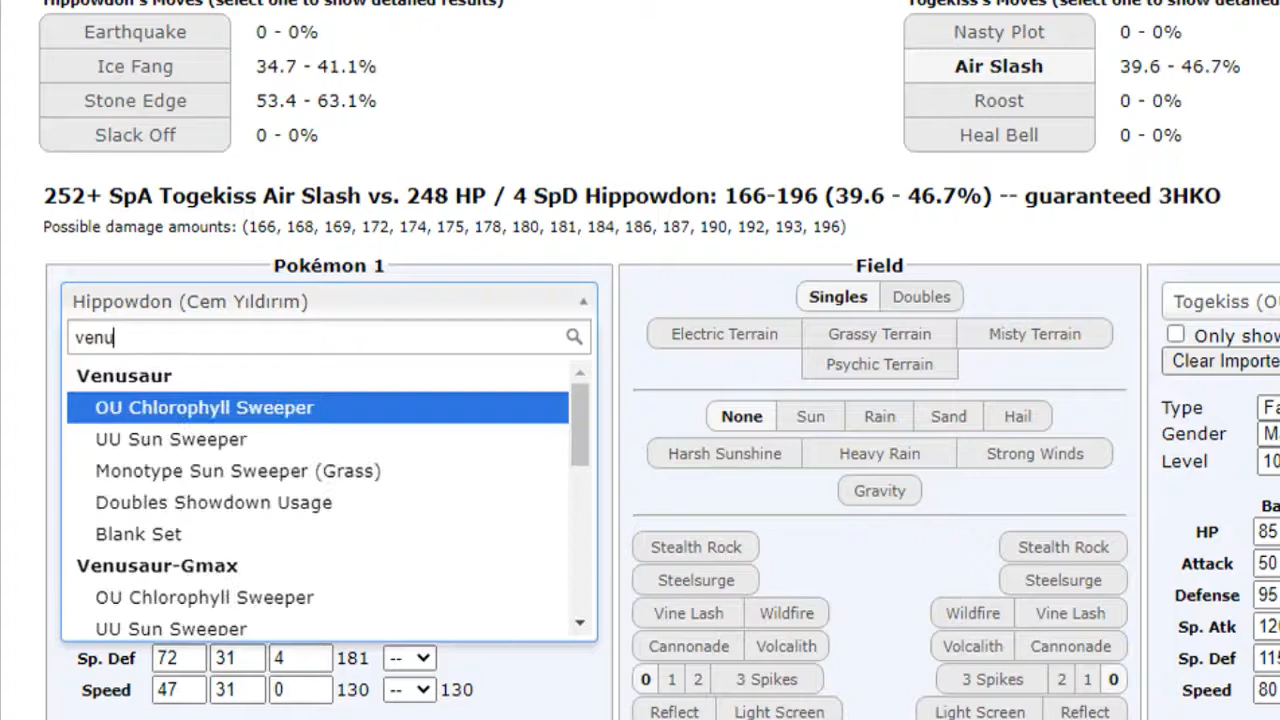 Hippowdon's Moves (select one to show detailed results)
Togekiss's Moves (select one to show detailed
Earthquake 0 - 0%
Nasty Plot 0 - 0%
Ice Fang 34.7 - 41.1%
Air Slash 39.6 - 46.7%
Stone Edge 53.4 - 63.1%
Roost 0 - 0%
Slack Off 0 - 0%
Heal Bell 0 - 0%
252+ SpA Togekiss Air Slash vs. 248 HP / 4 SpD Hippowdon: 166-196 (39.6 - 46.7%) -- guaranteed 3HKO
Possible damage amounts: (166, 168, 169, 172, 174, 175, 178, 180, 181, 184, 186, 187, 190, 192, 193, 196)
Pokémon 1
Hippowdon (Cem Yıldırım)
venu
Venusaur
OU Chlorophyll Sweeper
UU Sun Sweeper
Monotype Sun Sweeper (Grass)
Doubles Showdown Usage
Blank Set
Venusaur-Gmax
OU Chlorophyll Sweeper
UU Sun Sweeper
Sp. Def 72 31 4 181 --
Speed 47 31 0 130 -- 130
Field
Singles Doubles
Electric Terrain Grassy Terrain Misty Terrain
Psychic Terrain
None Sun Rain Sand Hail
Harsh Sunshine Heavy Rain Strong Winds
Gravity
Stealth Rock Stealth Rock
Steelsurge Steelsurge
Vine Lash Wildfire Wildfire Vine Lash
Cannonade Volcalith Volcalith Cannonade
0 1 2 3 Spikes 3 Spikes 2 1 0
Reflect Light Screen Light Screen Reflect
Togekiss (O
Only show
Clear Importe
Type Fa
Gender M
Level 10
Ba
HP 85
Attack 50
Defense 95
Sp. Atk 120
Sp. Def 115
Speed 80